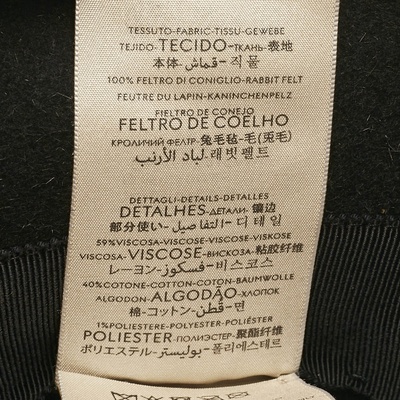 TESSUTO-FABRIC-TISSU-GEWEBE
TEJIDO-TECIDO-ТКАНЬ-表地
本体-قماش-직물
100% FELTRO DI CONIGLIO-RABBIT FELT
FEUTRE DU LAPIN-KANINCHENPELZ
FIELTRO DE CONEJO
FELTRO DE COELHO
КРОЛИЧИЙ ФЕЛТР-兔毛毡-毛(兎毛)
لباد الأرنب-래빗펠트
DETTAGLI-DETAILS-DETALLES
DETALHES-ДЕТАЛИ-镶边
部分使い-التفاصيل-디테일
59% VISCOSA-VISCOSE-VISCOSE-VISKOSE
VISCOSA-VISCOSE-ВИСКОЗА-粘胶纤维
レーヨン-فسكوز-비스코스
40% COTONE-COTTON-COTON-BAUMWOLLE
ALGODON-ALGODÃO-ХЛОПОК
棉-コットン-قطن-면
1% POLIESTERE-POLYESTER-POLIÉSTER
POLIESTER-ПОЛИЭСТЕР-聚酯纤维
ポリエステル-بوليستر-폴리에스테르